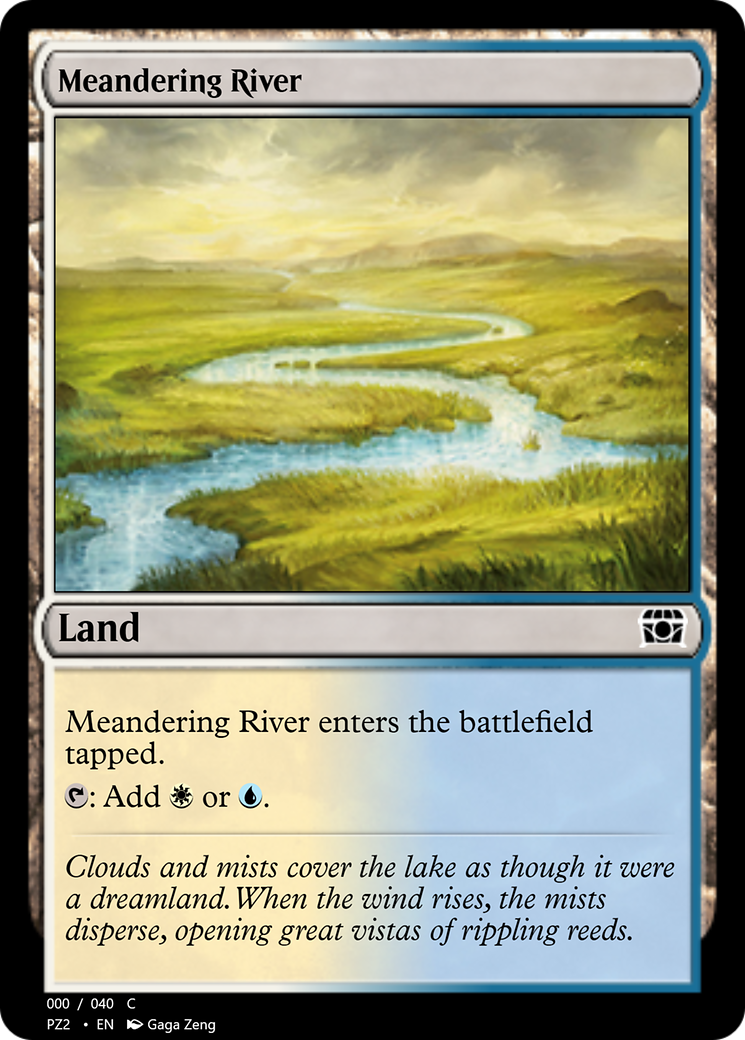 Meandering River
Land
Meandering River enters the battlefield
tapped.
: Add or .
Clouds and mists cover the lake as though it were
a dreamland. When the wind rises, the mists
disperse, opening great vistas of rippling reeds.
000 / 040 C
PZ2 • EN Gaga Zeng